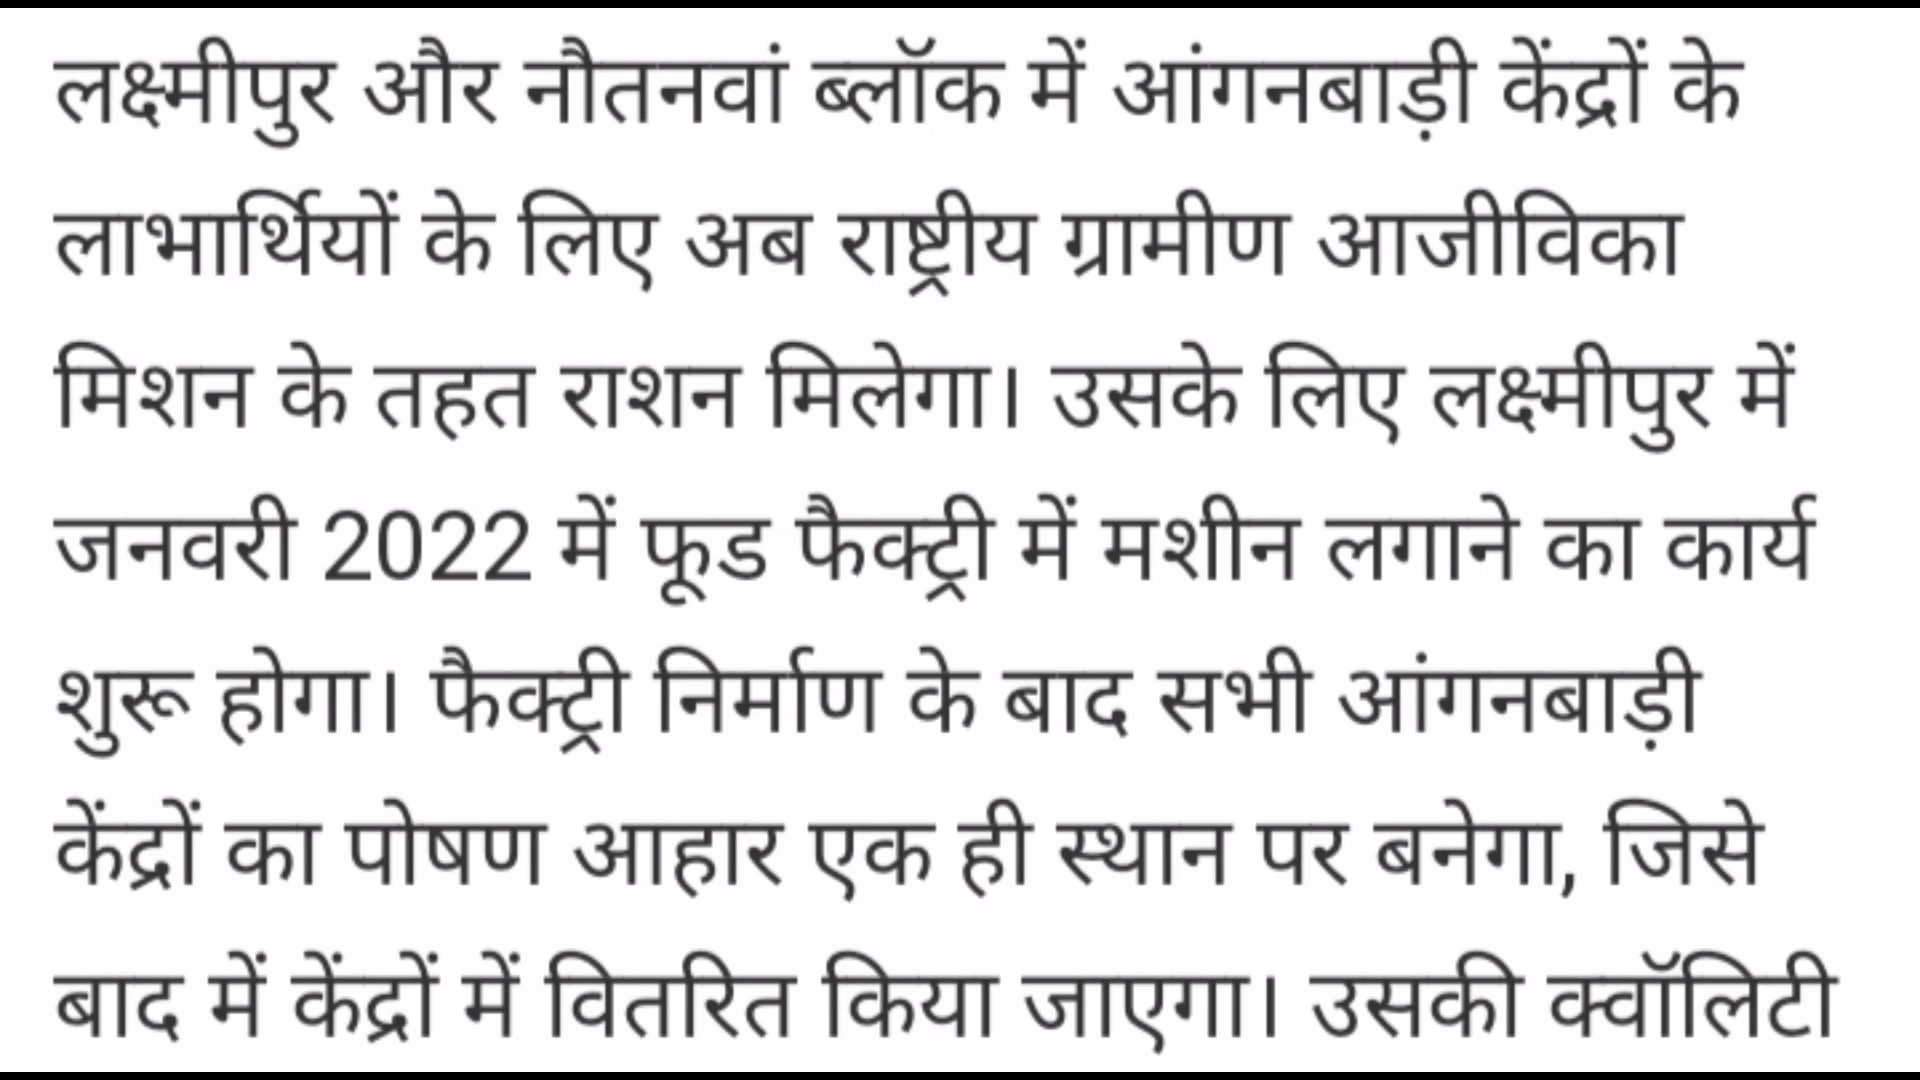 लक्ष्मीपुर और नौतनवां ब्लॉक में आंगनबाड़ी केंद्रों के
लाभार्थियों के लिए अब राष्ट्रीय ग्रामीण आजीविका
मिशन के तहत राशन मिलेगा। उसके लिए लक्ष्मीपुर में
जनवरी 2022 में फूड फैक्ट्री में मशीन लगाने का कार्य
शुरू होगा। फैक्ट्री निर्माण के बाद सभी आंगनबाड़ी
केंद्रों का पोषण आहार एक ही स्थान पर बनेगा, जिसे
बाद में केंद्रों में वितरित किया जाएगा। उसकी क्वॉलिटी